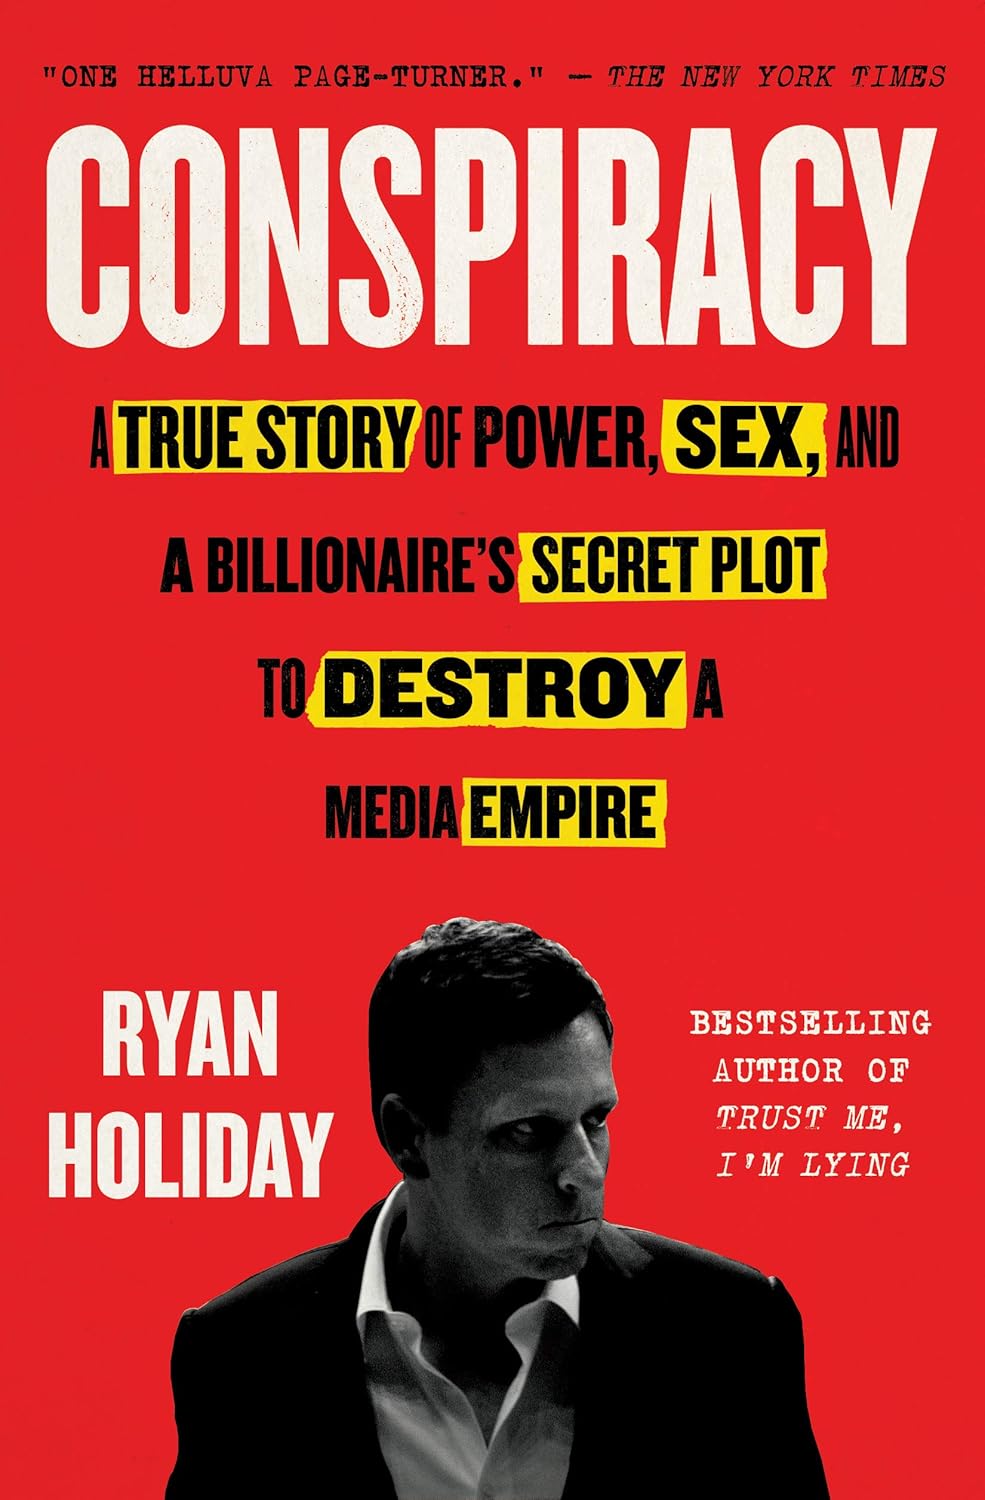 "ONE HELLUVA PAGE-TURNER." — THE NEW YORK TIMES
CONSPIRACY
A TRUE STORY OF POWER, SEX, AND
A BILLIONAIRE'S SECRET PLOT
TO DESTROY A
MEDIA EMPIRE
RYAN
HOLIDAY
BESTSELLING
AUTHOR OF
TRUST ME,
I'M LYING